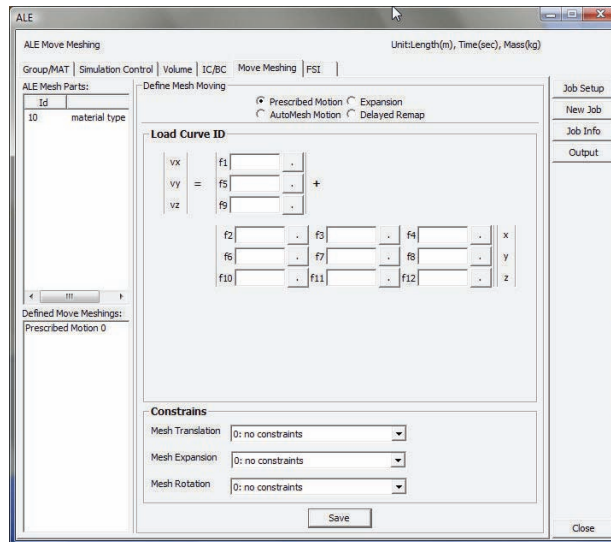 ALE
ALE Move Meshing Unit:Length(m), Time(sec), Mass(kg)
Group/MAT Simulation Control Volume IC/BC Move Meshing FSI
ALE Mesh Parts:
Id
10 material type
Defined Move Meshings:
Prescribed Motion 0
Define Mesh Moving
Prescribed Motion Expansion
AutoMesh Motion Delayed Remap
Load Curve ID
vx f1 .
vy = f5 . +
vz f9 .
f2 . f3 . f4 . x
f6 . f7 . f8 . y
f10 . f11 . f12 . z
Constrains
Mesh Translation 0: no constraints
Mesh Expansion 0: no constraints
Mesh Rotation 0: no constraints
Save
Job Setup
New Job
Job Info
Output
Close